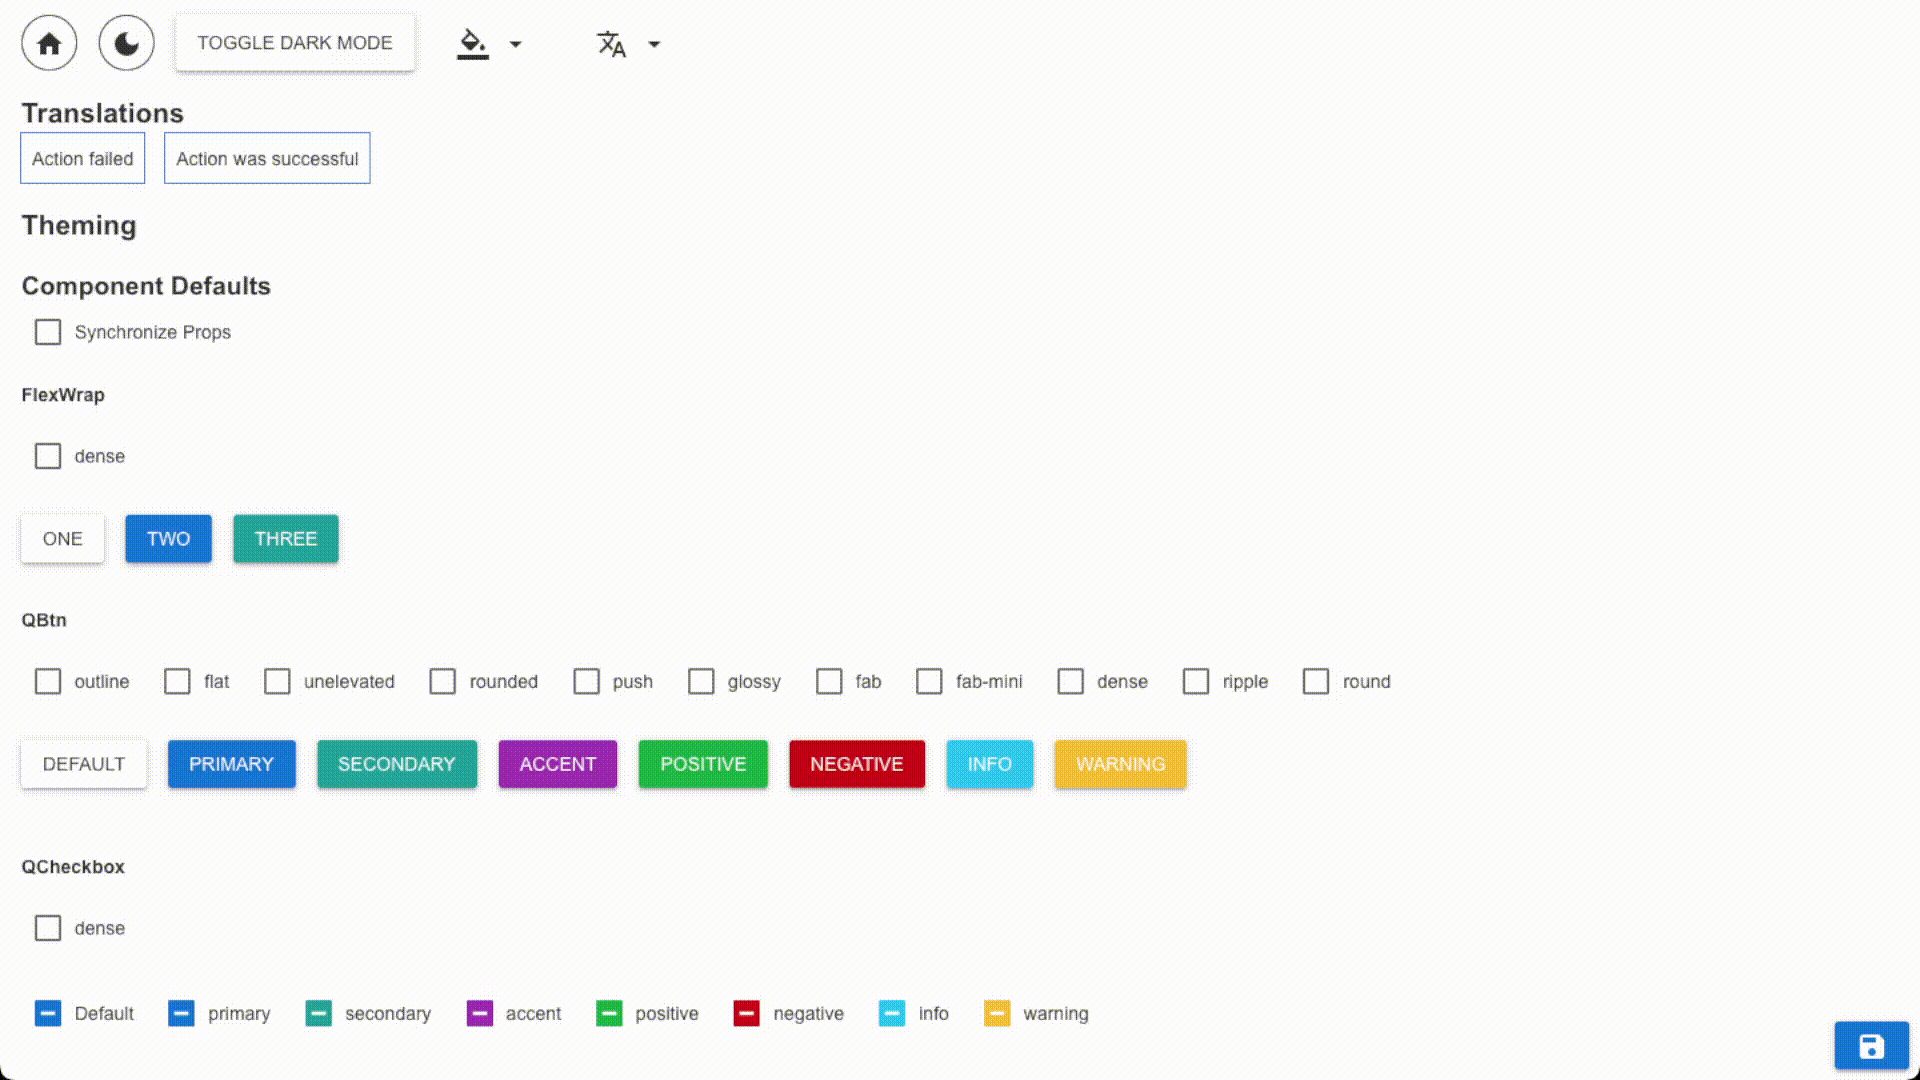 TOGGLE DARK MODE
Translations
Action failed Action was successful
Theming
Component Defaults
Synchronize Props
FlexWrap
dense
ONE TWO THREE
QBtn
outline flat unelevated rounded push glossy fab fab-mini dense ripple round
DEFAULT PRIMARY SECONDARY ACCENT POSITIVE NEGATIVE INFO WARNING
QCheckbox
dense
Default primary secondary accent positive negative info warning